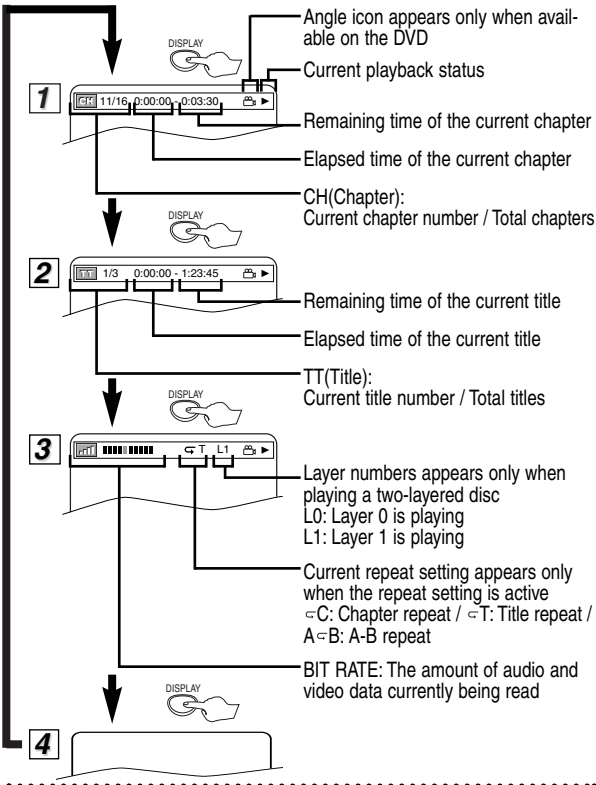 DISPLAY
Angle icon appears only when avail-
able on the DVD
Current playback status
1
CH 11/16 0:00:00 - 0:03:30
Remaining time of the current chapter
Elapsed time of the current chapter
CH(Chapter):
Current chapter number / Total chapters
DISPLAY
2
TT 1/3 0:00:00 - 1:23:45
Remaining time of the current title
Elapsed time of the current title
TT(Title):
Current title number / Total titles
DISPLAY
3
T L1
Layer numbers appears only when
playing a two-layered disc
L0: Layer 0 is playing
L1: Layer 1 is playing
Current repeat setting appears only
when the repeat setting is active
C: Chapter repeat / T: Title repeat /
A B: A-B repeat
BIT RATE: The amount of audio and
video data currently being read
DISPLAY
4